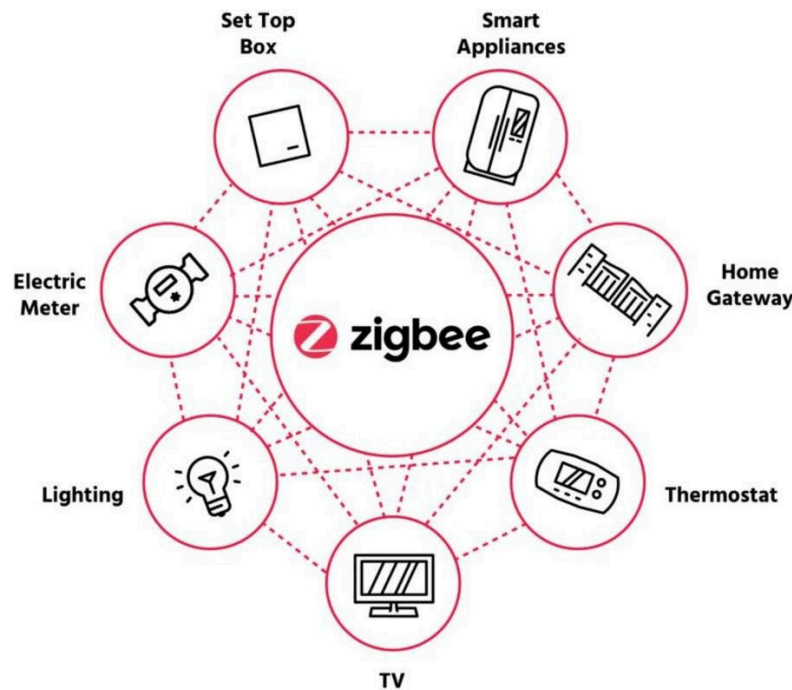 Set Top
Box
Smart
Appliances
Electric
Meter
Home
Gateway
zigbee
Lighting
Thermostat
TV